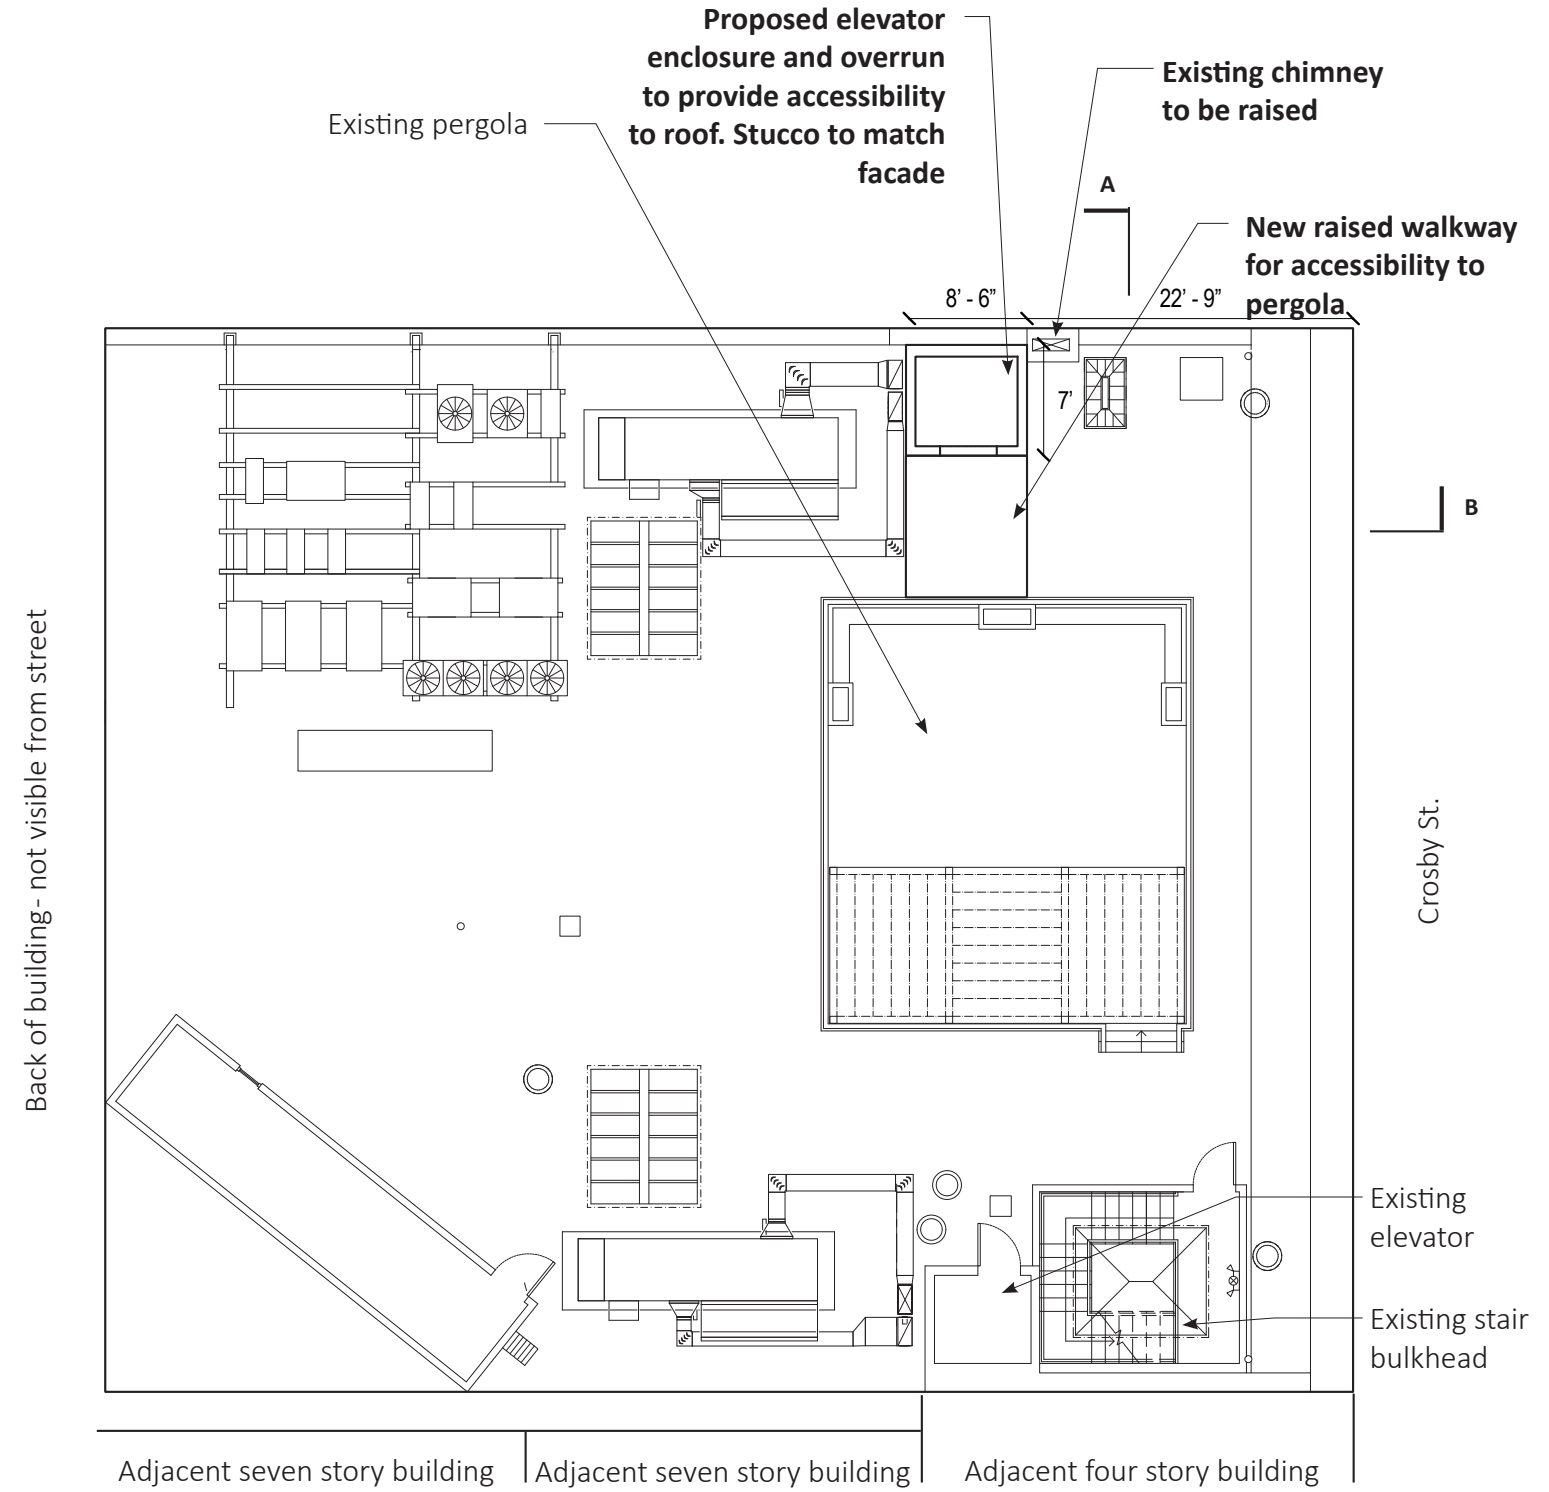 Proposed elevator
enclosure and overrun
to provide accessibility
to roof. Stucco to match
facade
Existing chimney
to be raised
Existing pergola
A
New raised walkway
for accessibility to
pergola
8’ - 6”
22’ - 9”
7’
B
Back of building- not visible from street
Crosby St.
Existing
elevator
Existing stair
bulkhead
Adjacent seven story building
Adjacent seven story building
Adjacent four story building